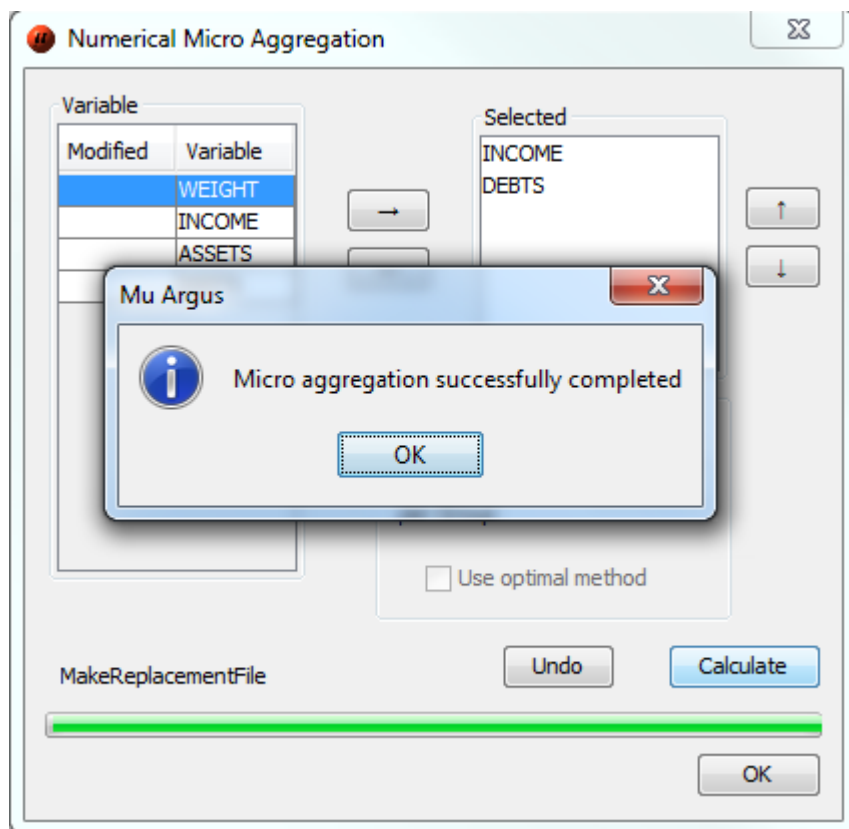 Numerical Micro Aggregation
Variable
Selected
Modified Variable
INCOME
WEIGHT
DEBTS
INCOME
→
↑
ASSETS
↓
Mu Argus
Micro aggregation successfully completed
OK
Use optimal method
MakeReplacementFile
Undo
Calculate
OK